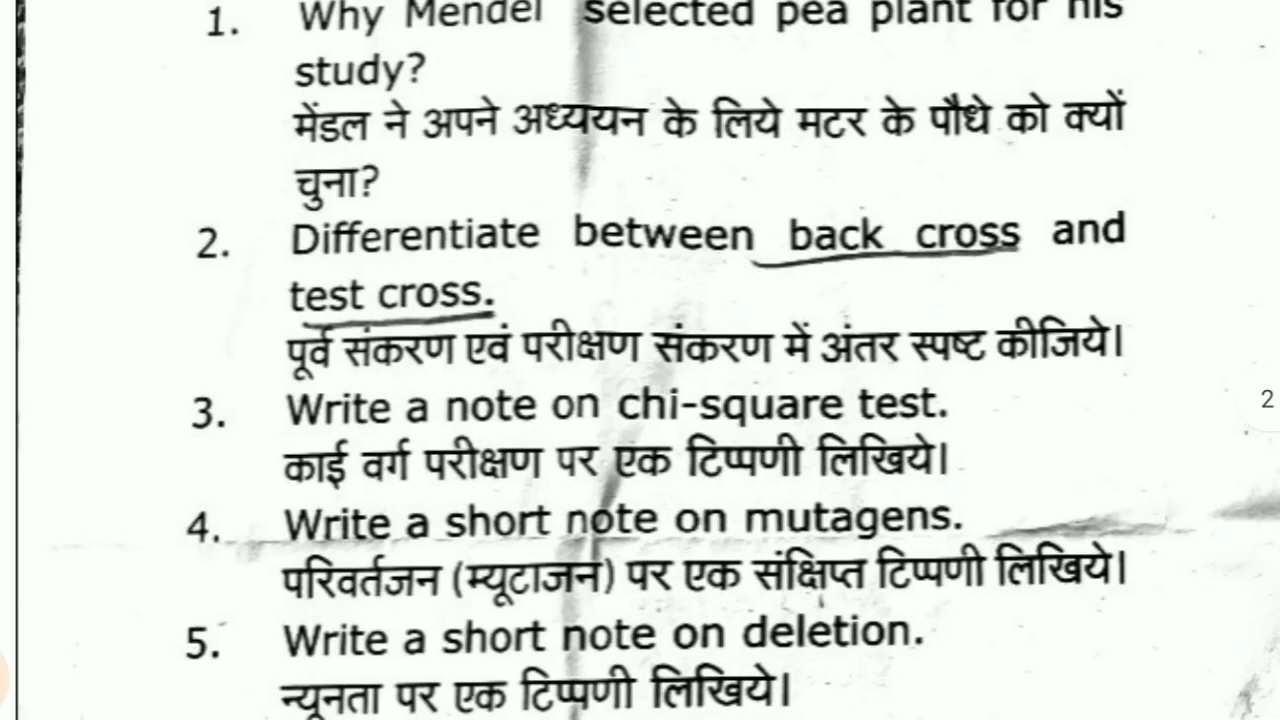 1. Why Mendel selected pea plant for his
study?
मेंडल ने अपने अध्ययन के लिये मटर के पौधे को क्यों
चुना?
2. Differentiate between back cross and
test cross.
पूर्व संकरण एवं परीक्षण संकरण में अंतर स्पष्ट कीजिये।
3. Write a note on chi-square test.
2
काई वर्ग परीक्षण पर एक टिप्पणी लिखिये।
4. Write a short note on mutagens.
परिवर्तजन (म्यूटाजन) पर एक संक्षिप्त टिप्पणी लिखिये।
5. Write a short note on deletion.
न्यूनता पर एक टिप्पणी लिखिये।